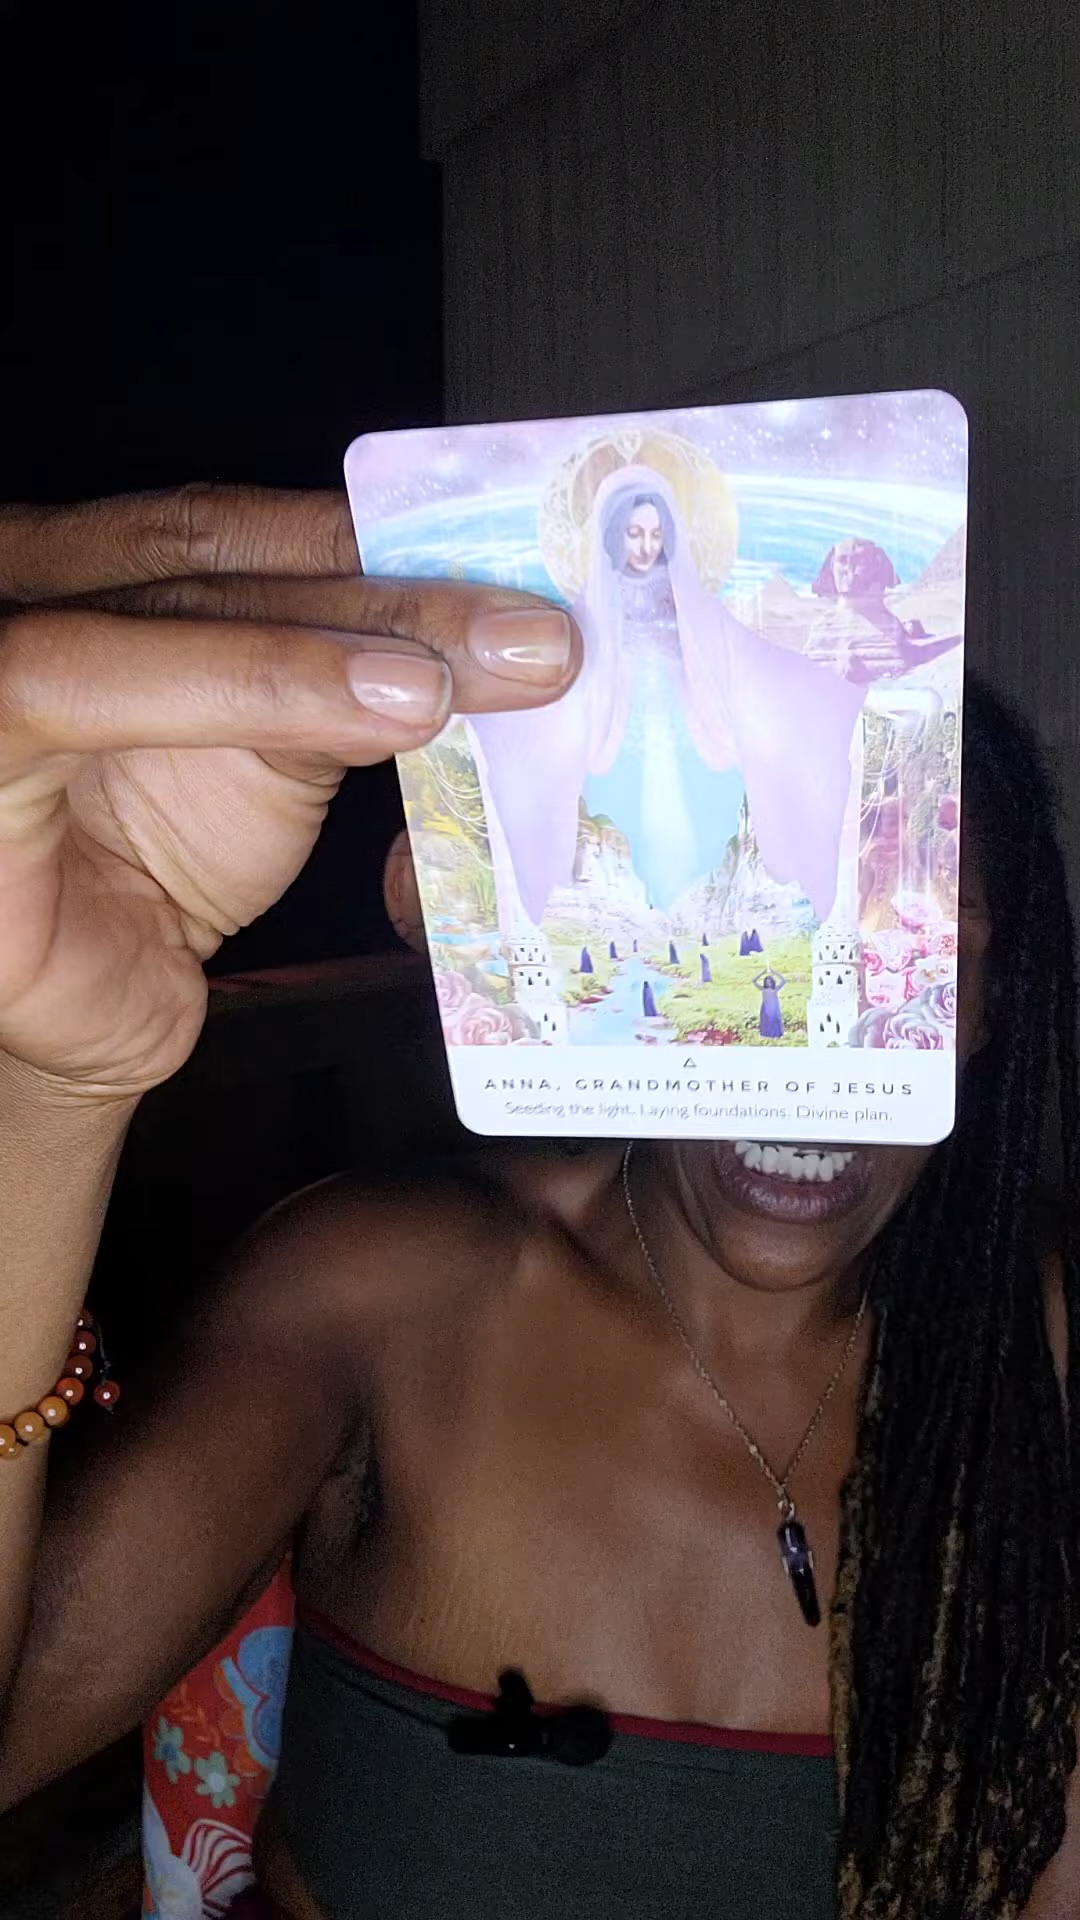 ANNA, GRANDMOTHER OF JESUS
Seeding the light. Laying foundations. Divine plan.